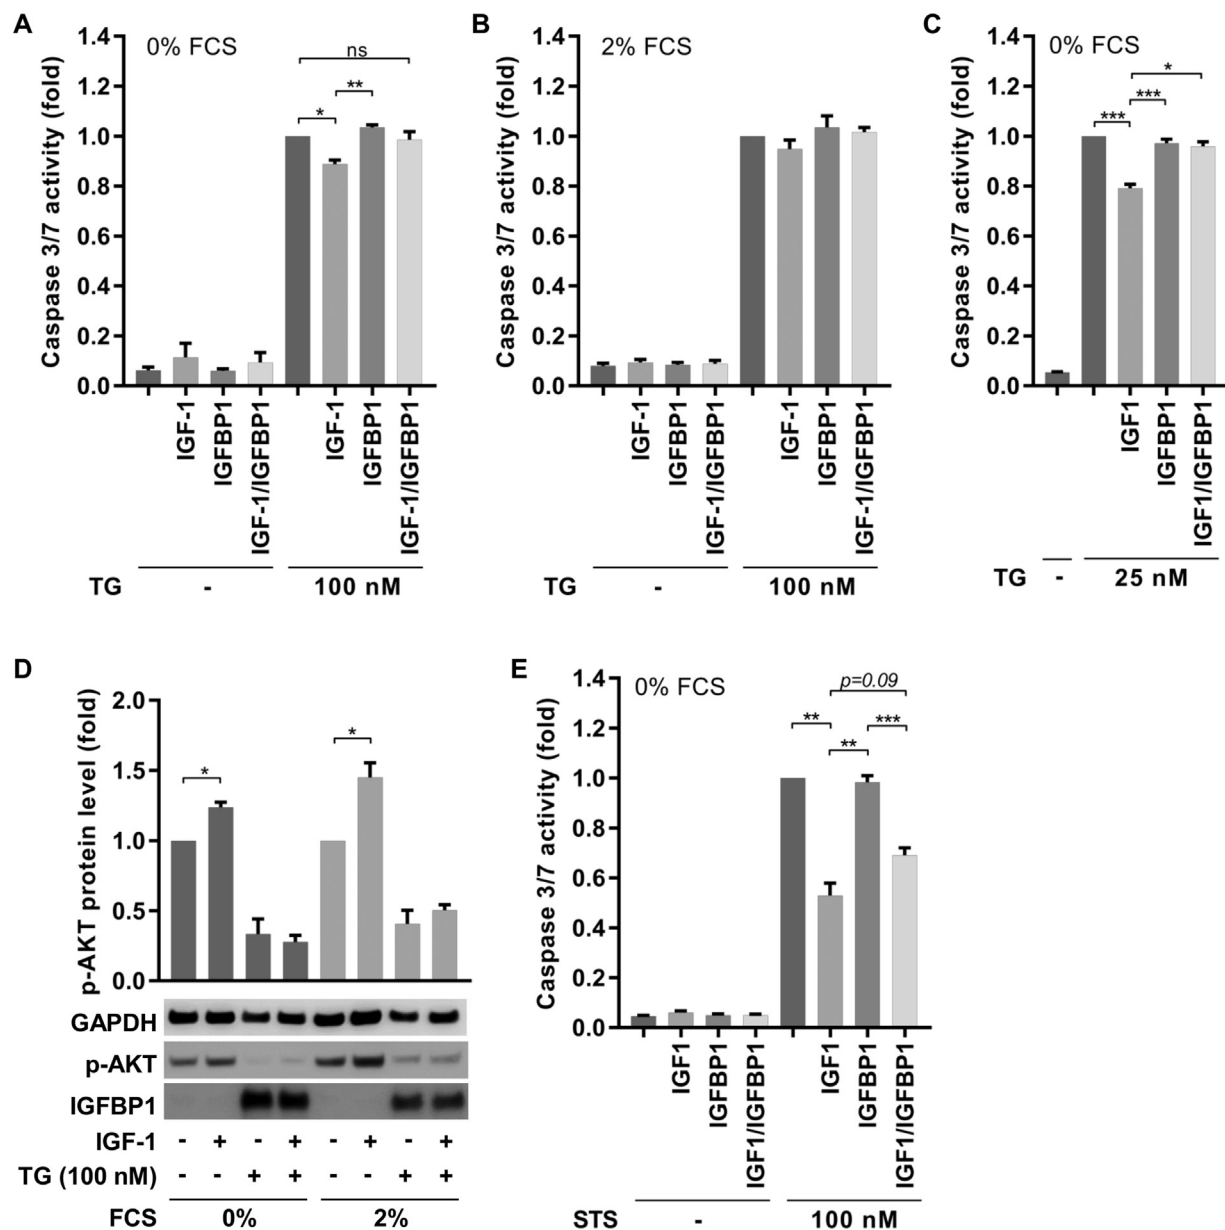 A
0% FCS
Caspase 3/7 activity (fold)
1.4
1.2
1.0
0.8
0.6
0.4
0.2
0.0
ns
*
**
IGF-1
IGFBP1
IGF-1/IGFBP1
IGF-1
IGFBP1
IGF-1/IGFBP1
TG
-
100 nM
B
2% FCS
Caspase 3/7 activity (fold)
1.4
1.2
1.0
0.8
0.6
0.4
0.2
0.0
IGF-1
IGFBP1
IGF-1/IGFBP1
IGF-1
IGFBP1
IGF-1/IGFBP1
TG
-
100 nM
C
0% FCS
Caspase 3/7 activity (fold)
1.4
1.2
1.0
0.8
0.6
0.4
0.2
0.0
*
***
***
IGF1
IGFBP1
IGF1/IGFBP1
TG
-
25 nM
D
p-AKT protein level (fold)
2.0
1.5
1.0
0.5
0.0
*
*
GAPDH
p-AKT
IGFBP1
IGF-1 - + - + - + - +
TG (100 nM) - - + + - - + +
FCS 0% 2%
E
0% FCS
Caspase 3/7 activity (fold)
1.4
1.2
1.0
0.8
0.6
0.4
0.2
0.0
p=0.09
**
***
**
IGF1
IGFBP1
IGF1/IGFBP1
IGF1
IGFBP1
IGF1/IGFBP1
STS
-
100 nM